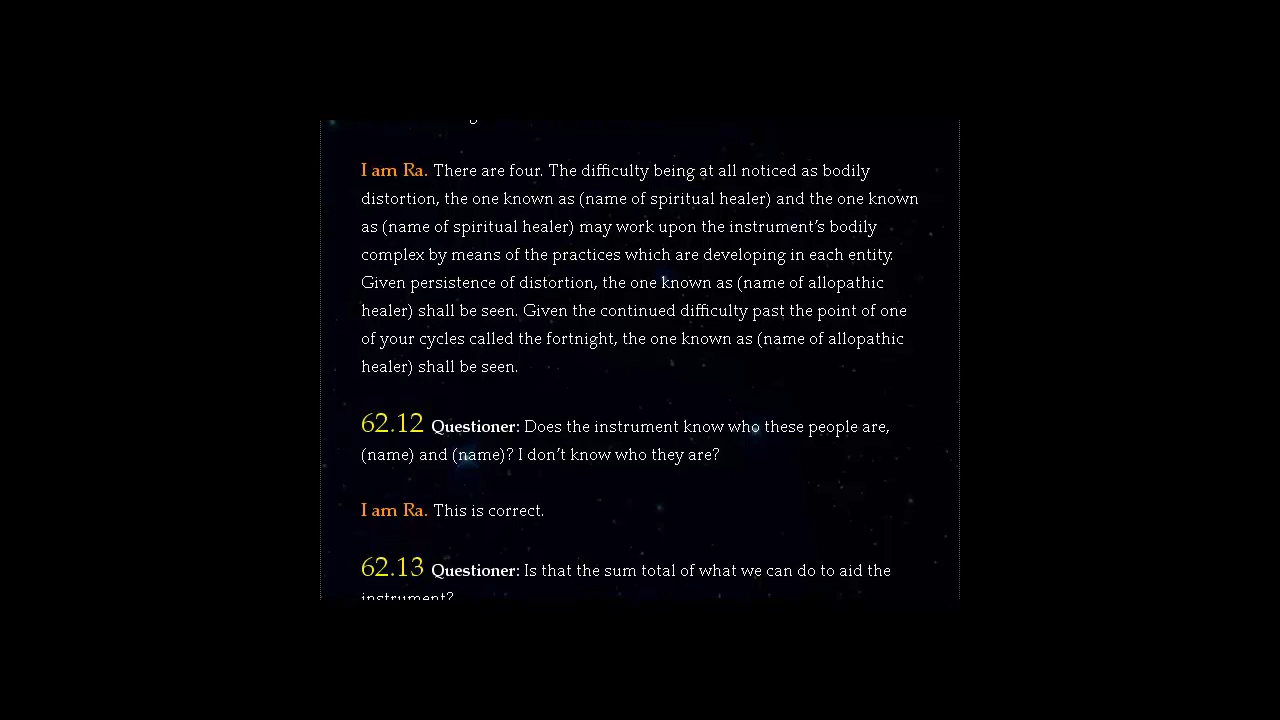 I am Ra. There are four. The difficulty being at all noticed as bodily
distortion, the one known as (name of spiritual healer) and the one known
as (name of spiritual healer) may work upon the instrument’s bodily
complex by means of the practices which are developing in each entity.
Given persistence of distortion, the one known as (name of allopathic
healer) shall be seen. Given the continued difficulty past the point of one
of your cycles called the fortnight, the one known as (name of allopathic
healer) shall be seen.
62.12 Questioner: Does the instrument know who these people are,
(name) and (name)? I don’t know who they are?
I am Ra. This is correct.
62.13 Questioner: Is that the sum total of what we can do to aid the
instrument?